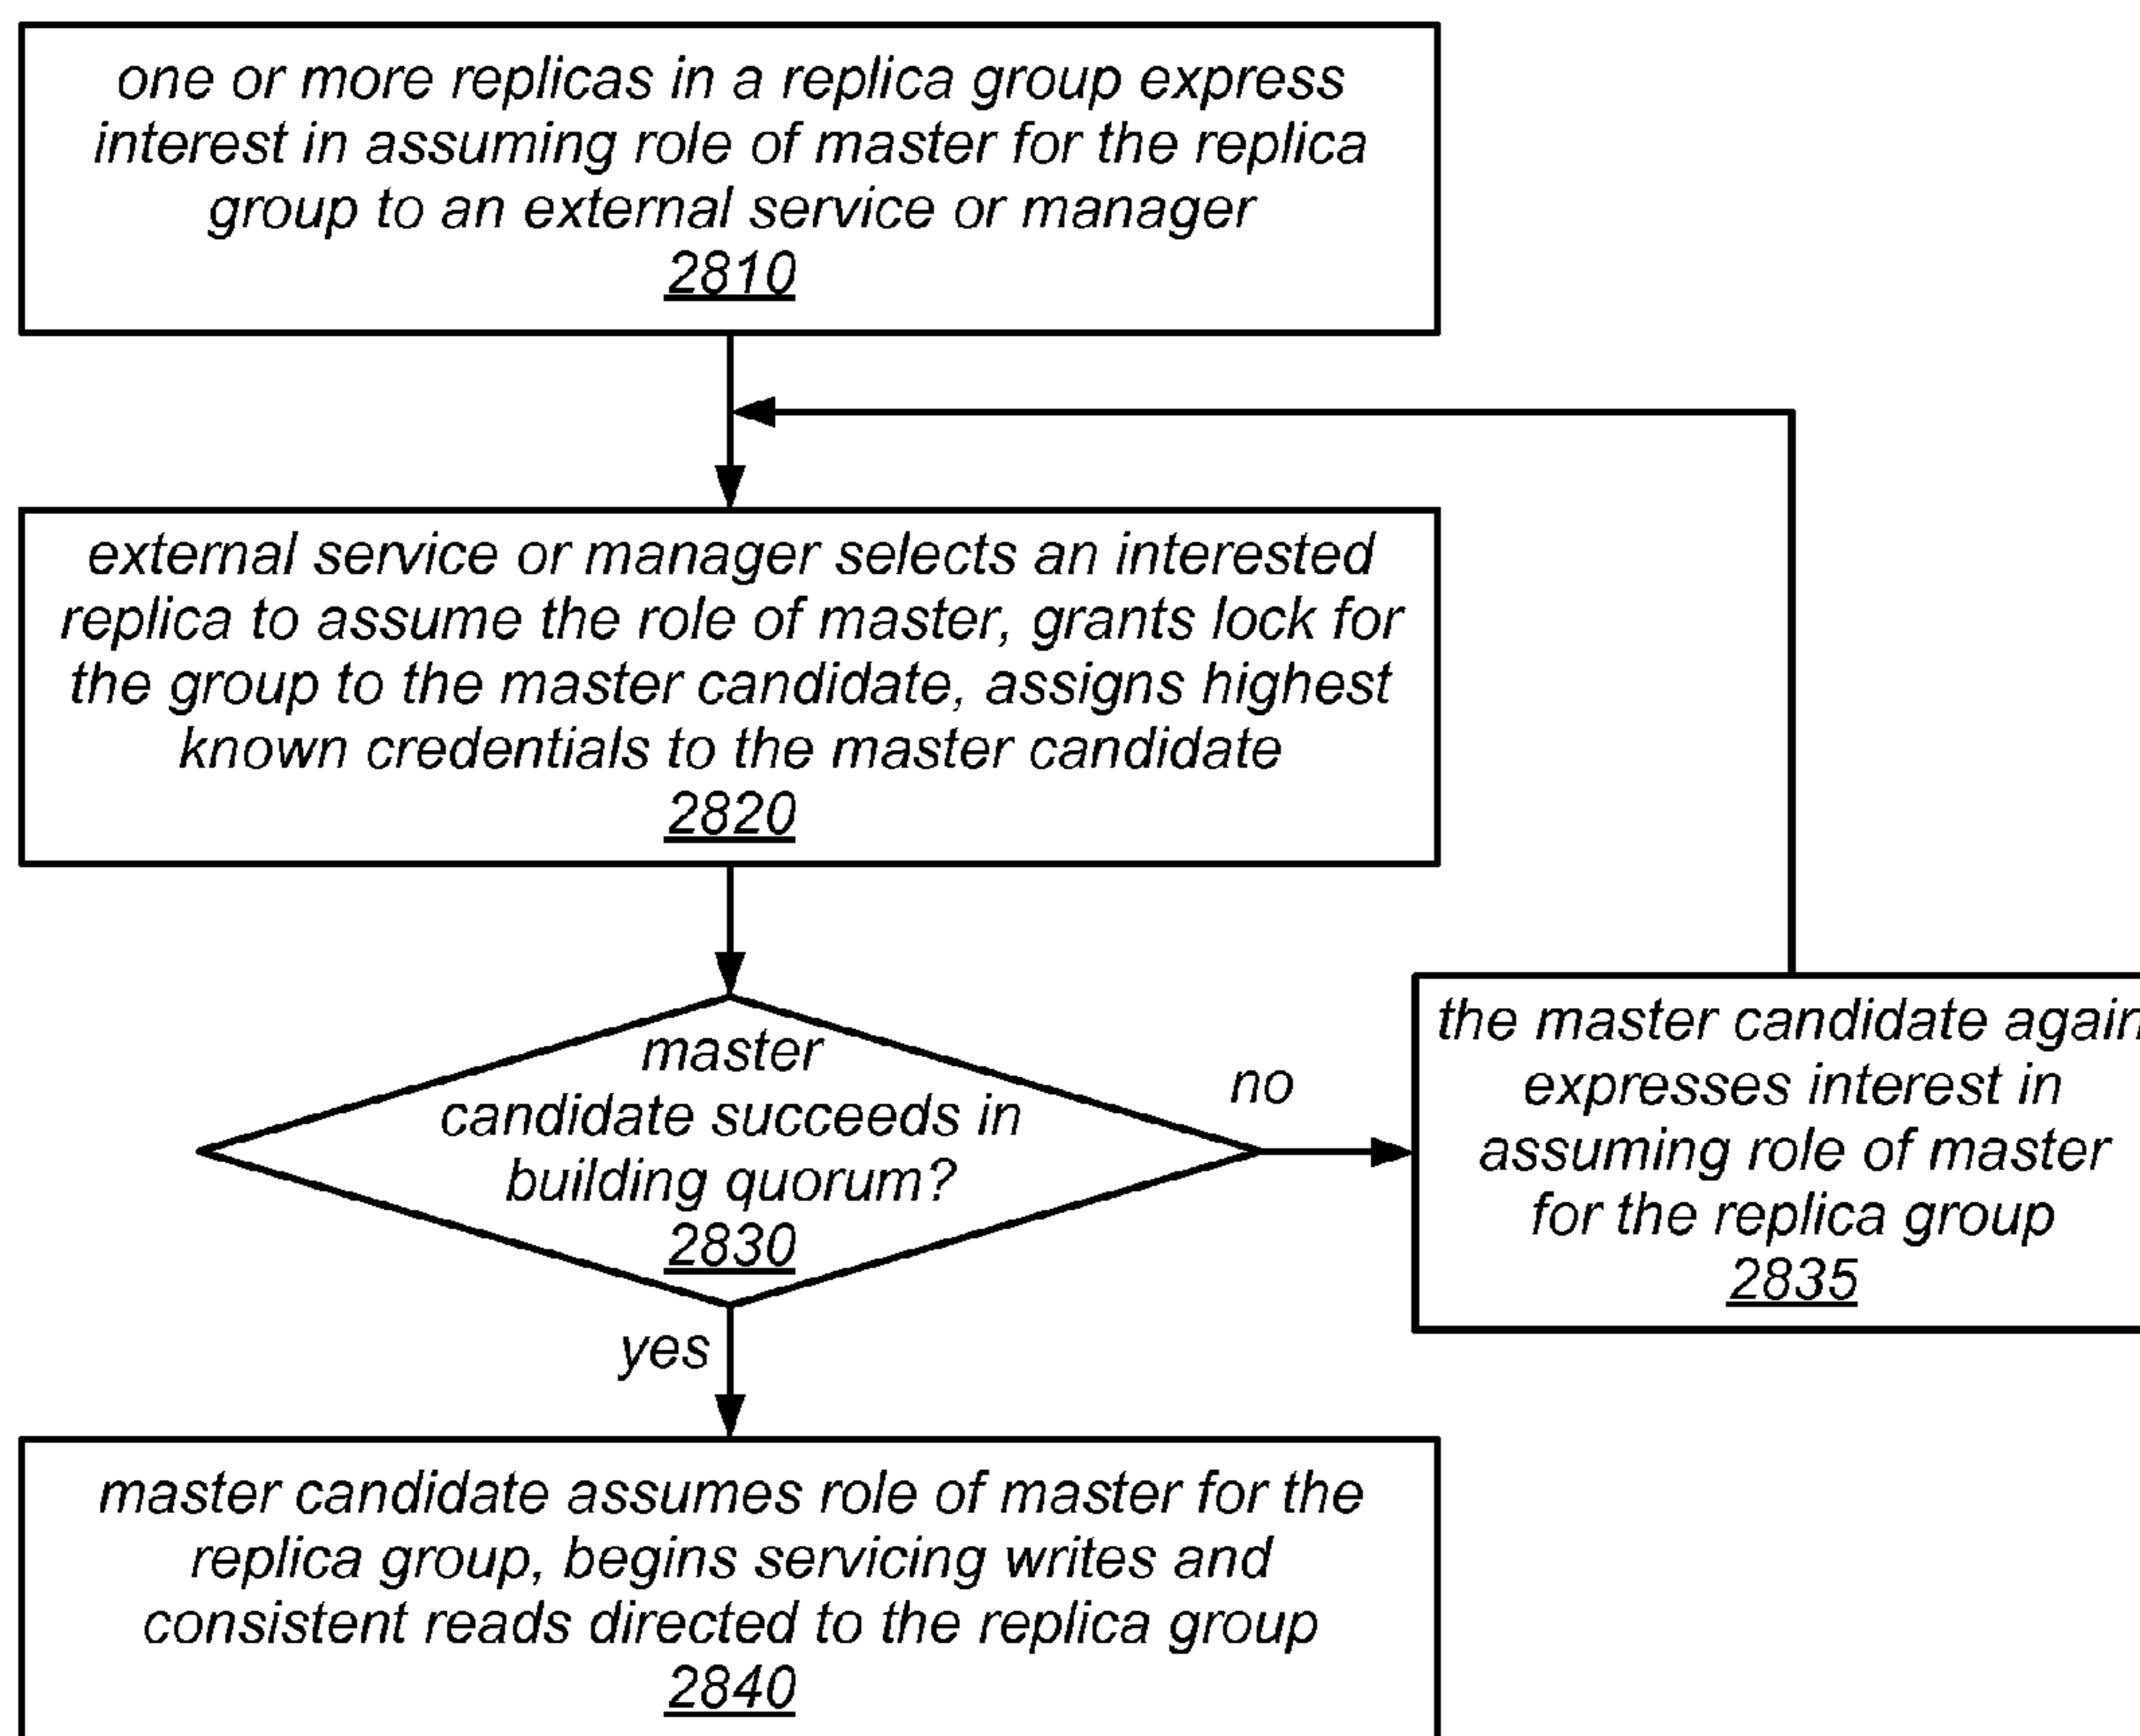 one or more replicas in a replica group express
interest in assuming role of master for the replica
group to an external service or manager
2810
external service or manager selects an interested
replica to assume the role of master, grants lock for
the group to the master candidate, assigns highest
known credentials to the master candidate
2820
master
candidate succeeds in
building quorum?
2830
no
the master candidate again
expresses interest in
assuming role of master
for the replica group
2835
yes
master candidate assumes role of master for the
replica group, begins servicing writes and
consistent reads directed to the replica group
2840